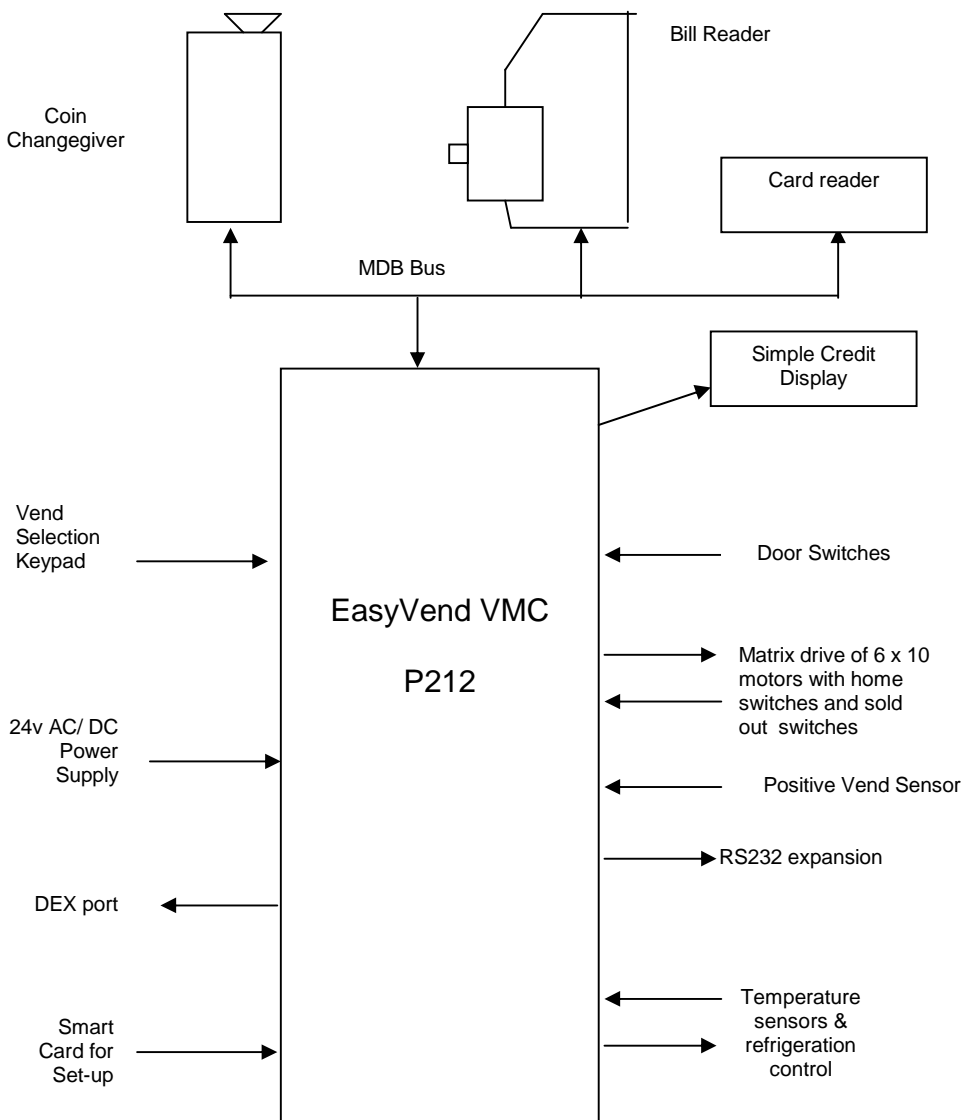 Bill Reader
Coin
Changegiver
Card reader
MDB Bus
Simple Credit
Display
Vend
Selection
Keypad
Door Switches
EasyVend VMC
P212
Matrix drive of 6 x 10
motors with home
switches and sold
out switches
24v AC/ DC
Power
Supply
Positive Vend Sensor
RS232 expansion
DEX port
Temperature
sensors &
refrigeration
control
Smart
Card for
Set-up